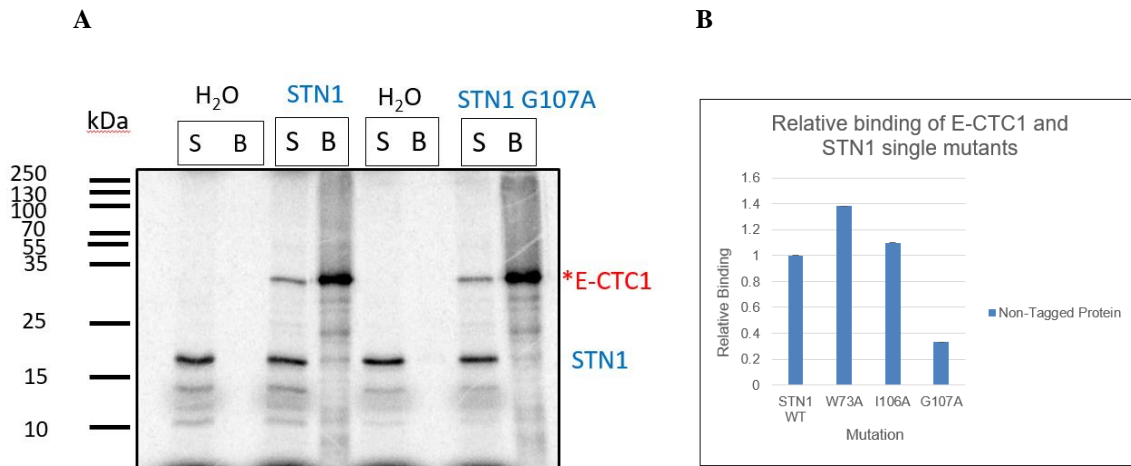 A
B
H2O
STN1
H2O
STN1 G107A
kDa
S B
S B
S B
S B
250
130
100
70
55
35
25
15
10
*E-CTC1
STN1
Relative binding of E-CTC1 and
STN1 single mutants
1.6
1.4
1.2
1
0.8
0.6
0.4
0.2
0
Relative Binding
STN1 WT W73A I106A G107A
Mutation
Non-Tagged Protein